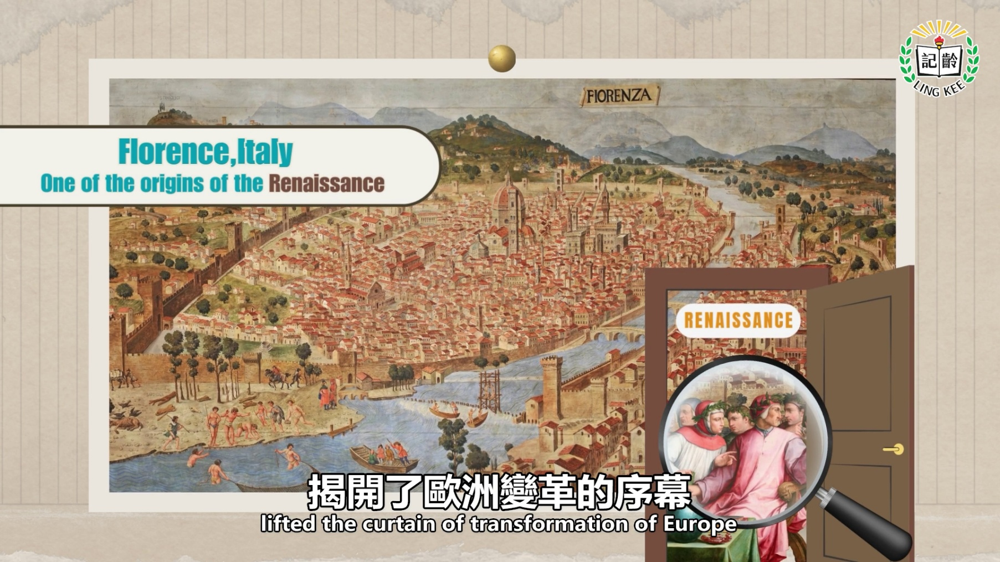 記齡
LING KEE
FIORENZA
Florence,Italy
One of the origins of the Renaissance
RENAISSANCE
揭開了歐洲變革的序幕
lifted the curtain of transformation of Europe